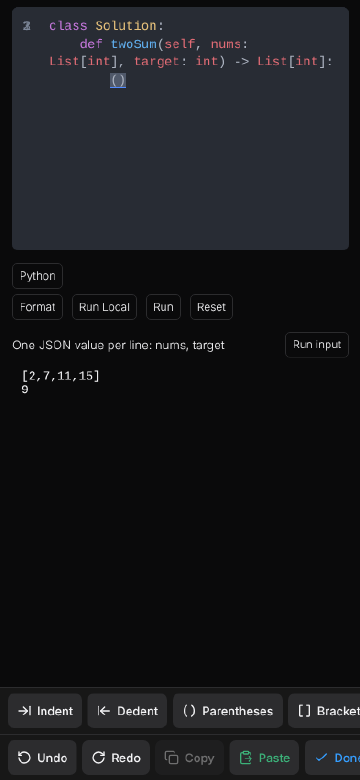 class Solution:
def twoSum(self, nums:
List[int], target: int) -> List[int]:
()
Python
Format Run Local Run Reset
One JSON value per line: nums, target Run input
[2,7,11,15]
9
Indent Dedent () Parentheses [] Bracket
Undo Redo Copy Paste Don